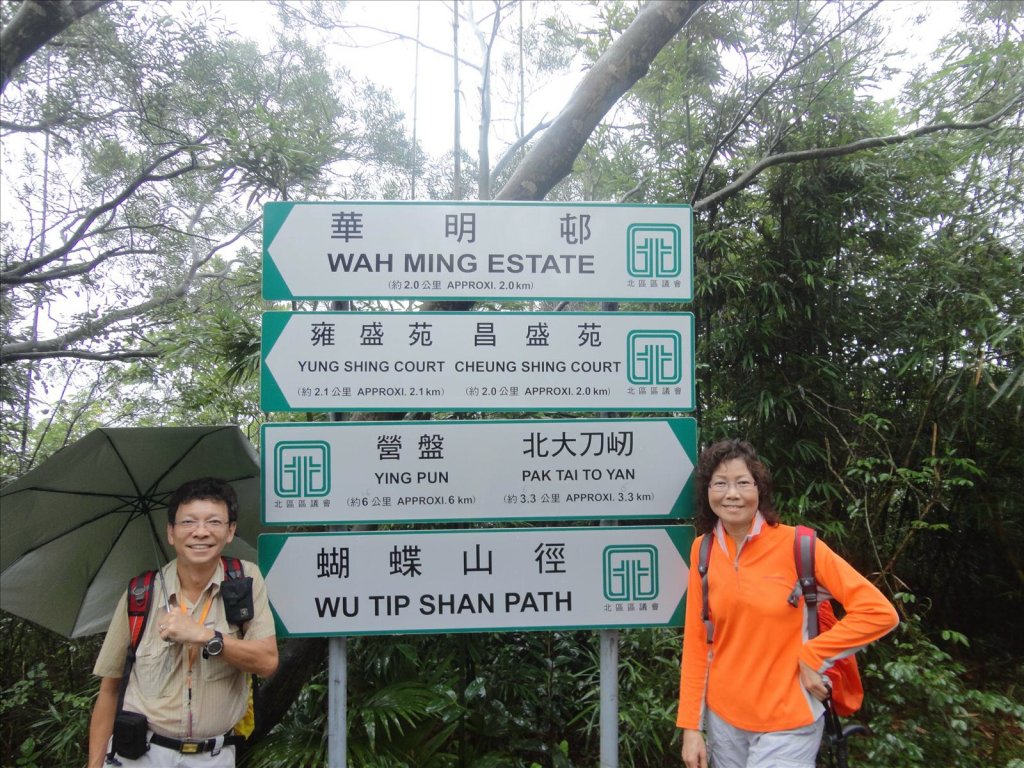 華明邨
WAH MING ESTATE
(約 2.0 公里 APPROXI. 2.0 km)
北區區議會
雍盛苑 昌盛苑
YUNG SHING COURT CHEUNG SHING COURT
(約 2.1 公里 APPROXI. 2.1 km) (約 2.0 公里 APPROXI. 2.0 km)
北區區議會
營盤 北大刀屻
YING PUN PAK TAI TO YAN
(約 6 公里 APPROXI. 6 km) (約 3.3 公里 APPROXI. 3.3 km)
北區區議會
蝴蝶山徑
WU TIP SHAN PATH
北區區議會